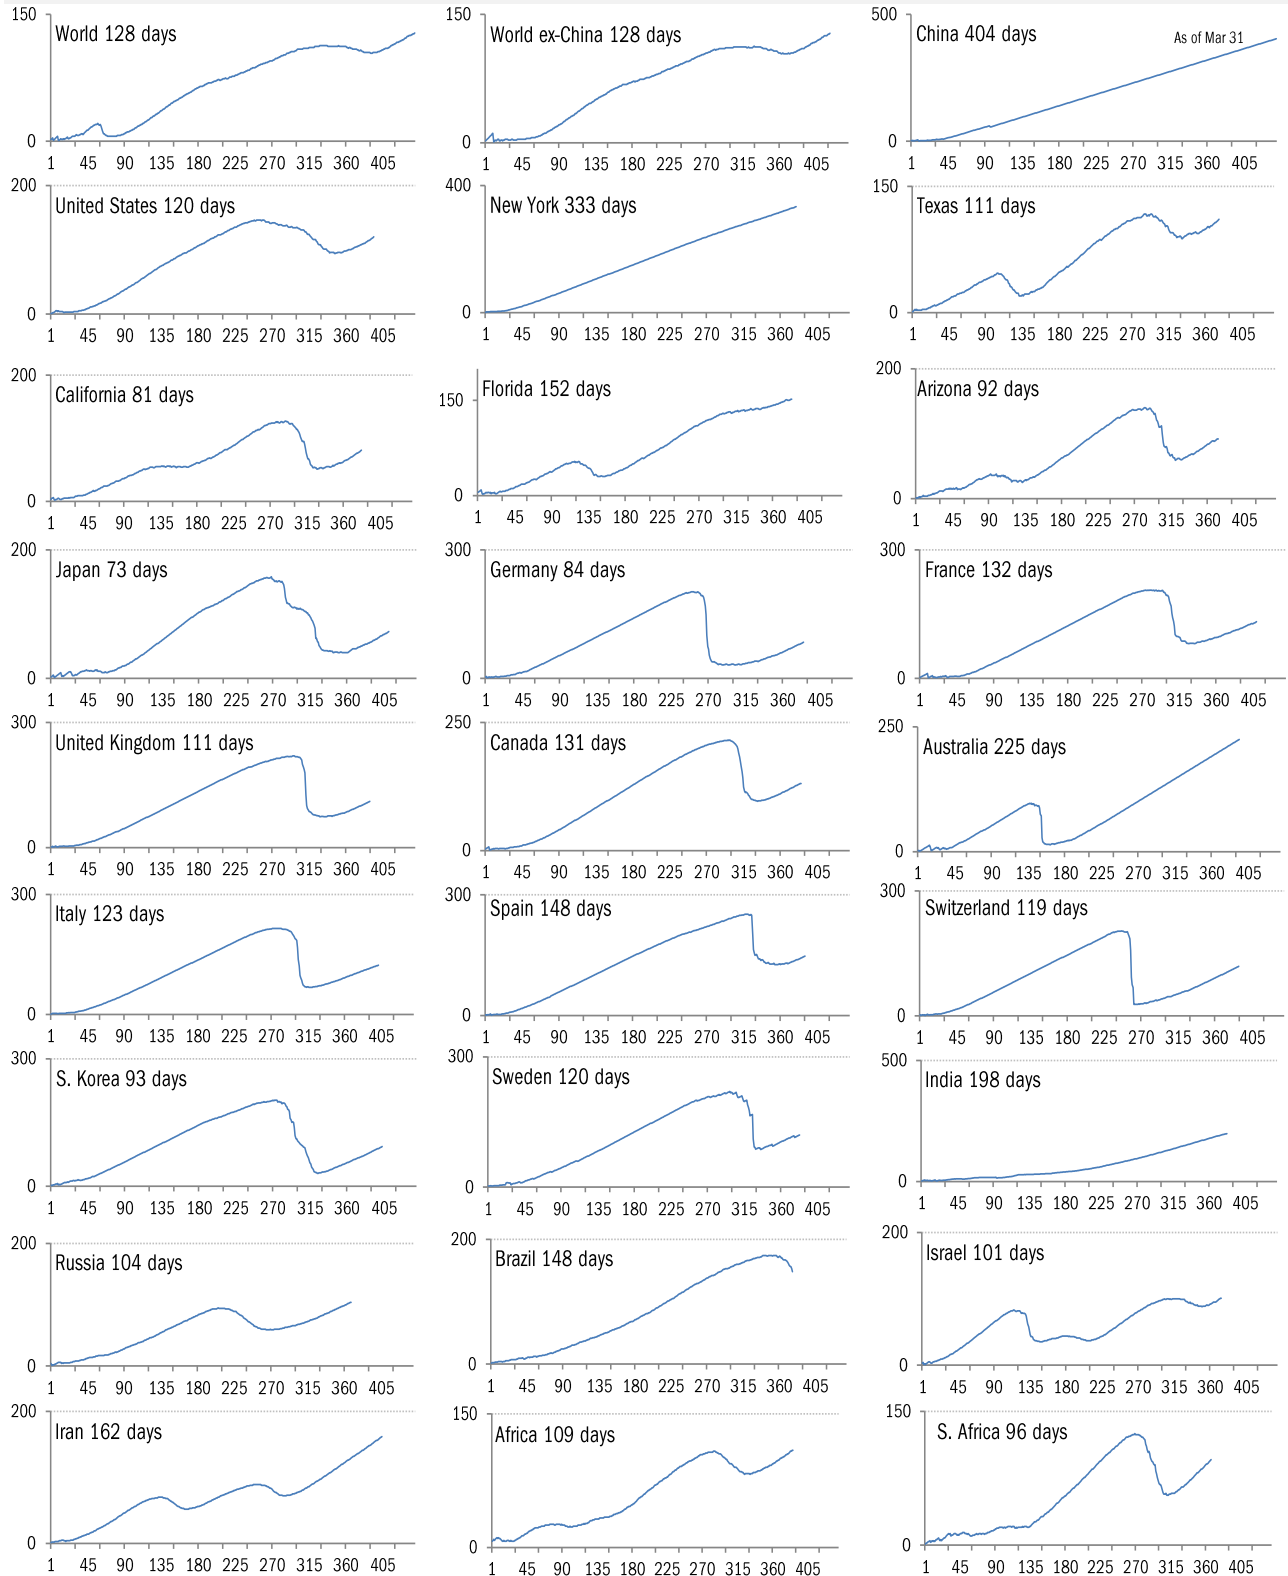 World 128 days
150
0
1 45 90 135 180 225 270 315 360 405
World ex-China 128 days
150
0
1 45 90 135 180 225 270 315 360 405
China 404 days
As of Mar 31
500
0
1 45 90 135 180 225 270 315 360 405
United States 120 days
200
0
1 45 90 135 180 225 270 315 360 405
New York 333 days
400
0
1 45 90 135 180 225 270 315 360 405
Texas 111 days
150
0
1 45 90 135 180 225 270 315 360 405
California 81 days
200
0
1 45 90 135 180 225 270 315 360 405
Florida 152 days
150
0
1 45 90 135 180 225 270 315 360 405
Arizona 92 days
200
0
1 45 90 135 180 225 270 315 360 405
Japan 73 days
200
0
1 45 90 135 180 225 270 315 360 405
Germany 84 days
300
0
1 45 90 135 180 225 270 315 360 405
France 132 days
300
0
1 45 90 135 180 225 270 315 360 405
United Kingdom 111 days
300
0
1 45 90 135 180 225 270 315 360 405
Canada 131 days
250
0
1 45 90 135 180 225 270 315 360 405
Australia 225 days
250
0
1 45 90 135 180 225 270 315 360 405
Italy 123 days
300
0
1 45 90 135 180 225 270 315 360 405
Spain 148 days
300
0
1 45 90 135 180 225 270 315 360 405
Switzerland 119 days
300
0
1 45 90 135 180 225 270 315 360 405
S. Korea 93 days
300
0
1 45 90 135 180 225 270 315 360 405
Sweden 120 days
300
0
1 45 90 135 180 225 270 315 360 405
India 198 days
500
0
1 45 90 135 180 225 270 315 360 405
Russia 104 days
200
0
1 45 90 135 180 225 270 315 360 405
Brazil 148 days
200
0
1 45 90 135 180 225 270 315 360 405
Israel 101 days
200
0
1 45 90 135 180 225 270 315 360 405
Iran 162 days
200
0
1 45 90 135 180 225 270 315 360 405
Africa 109 days
150
0
1 45 90 135 180 225 270 315 360 405
S. Africa 96 days
150
0
1 45 90 135 180 225 270 315 360 405